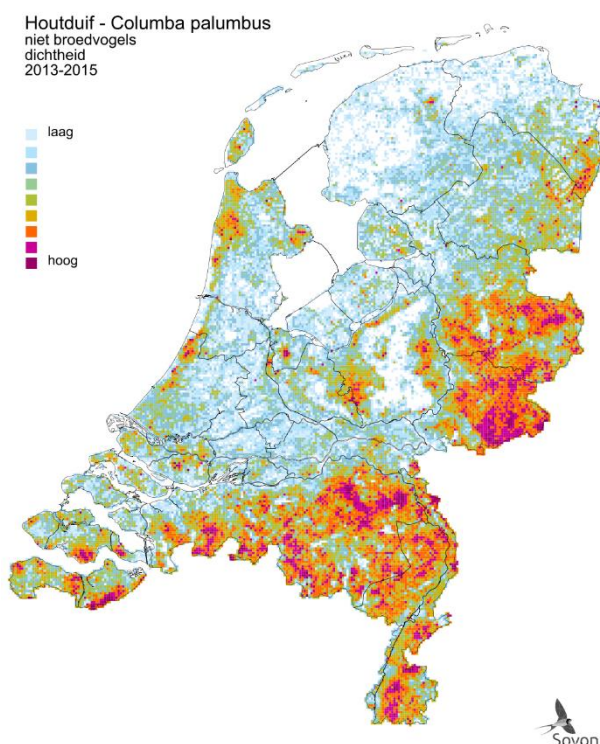 Houtduif - Columba palumbus
niet broedvogels
dichtheid
2013-2015
laag
hoog
Sovon